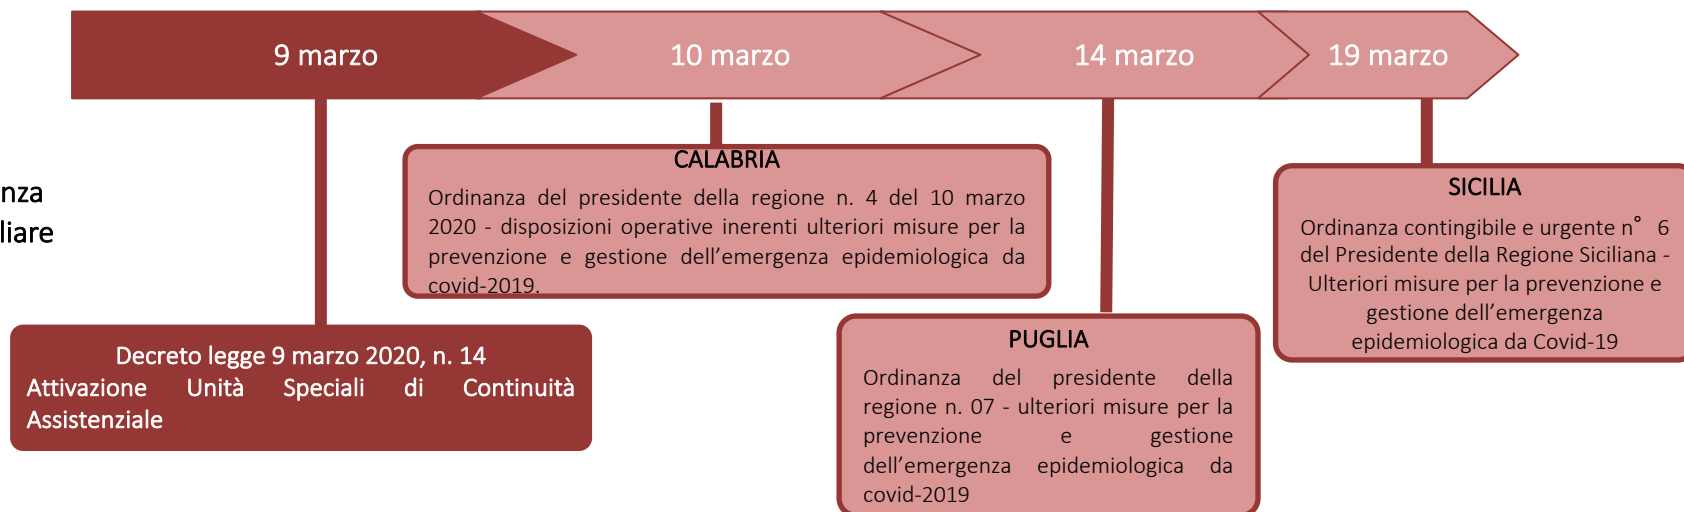 9 marzo
10 marzo
14 marzo
19 marzo
nza
liare
CALABRIA
Ordinanza del presidente della regione n. 4 del 10 marzo
2020 - disposizioni operative inerenti ulteriori misure per la
prevenzione e gestione dell’emergenza epidemiologica da
covid-2019.
SICILIA
Ordinanza contingibile e urgente n° 6
del Presidente della Regione Siciliana -
Ulteriori misure per la prevenzione e
gestione dell’emergenza
epidemiologica da Covid-19
Decreto legge 9 marzo 2020, n. 14
Attivazione Unità Speciali di Continuità
Assistenziale
PUGLIA
Ordinanza del presidente della
regione n. 07 - ulteriori misure per la
prevenzione e gestione
dell’emergenza epidemiologica da
covid-2019